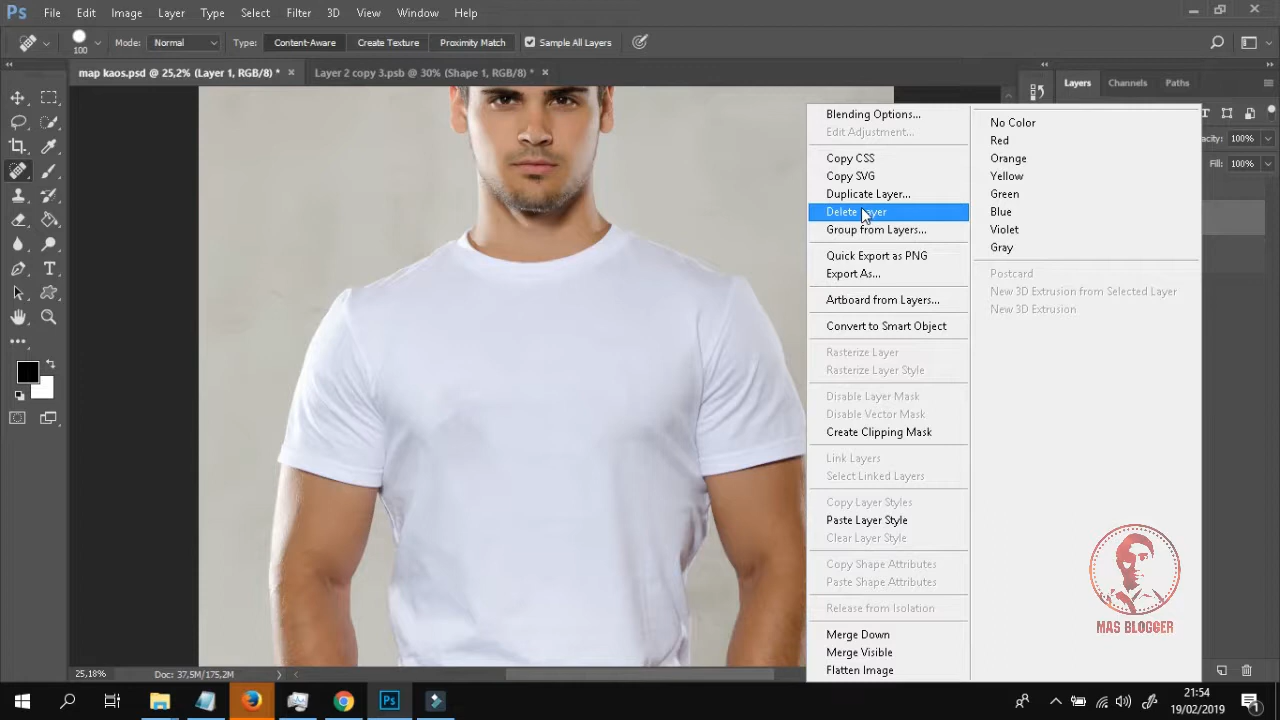 Ps File Edit Image Layer Type Select Filter 3D View Window Help
100 Mode: Normal Type: Content-Aware Create Texture Proximity Match Sample All Layers
map kaos.psd @ 25,2% (Layer 1, RGB/8) * × Layer 2 copy 3.psb @ 30% (Shape 1, RGB/8) * ×
Layers Channels Paths
Opacity: 100%
Fill: 100%
Blending Options...
Edit Adjustment...
Copy CSS
Copy SVG
Duplicate Layer...
Delete Layer
Group from Layers...
Quick Export as PNG
Export As...
Artboard from Layers...
Convert to Smart Object
Rasterize Layer
Rasterize Layer Style
Disable Layer Mask
Disable Vector Mask
Create Clipping Mask
Link Layers
Select Linked Layers
Copy Layer Styles
Paste Layer Style
Clear Layer Style
Copy Shape Attributes
Paste Shape Attributes
Release from Isolation
Merge Down
Merge Visible
Flatten Image
No Color
Red
Orange
Yellow
Green
Blue
Violet
Gray
Postcard
New 3D Extrusion from Selected Layer
New 3D Extrusion
MAS BLOGGER
25,18% Doc: 37,5M/175,2M
Ps
21:54
19/02/2019
1